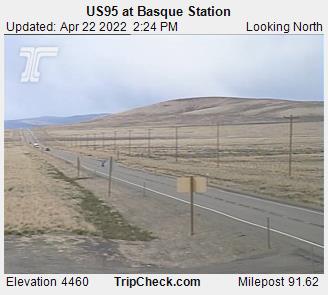 US95 at Basque Station
Updated: Apr 22 2022 2:24 PM Looking North
Elevation 4460 TripCheck.com Milepost 91.62